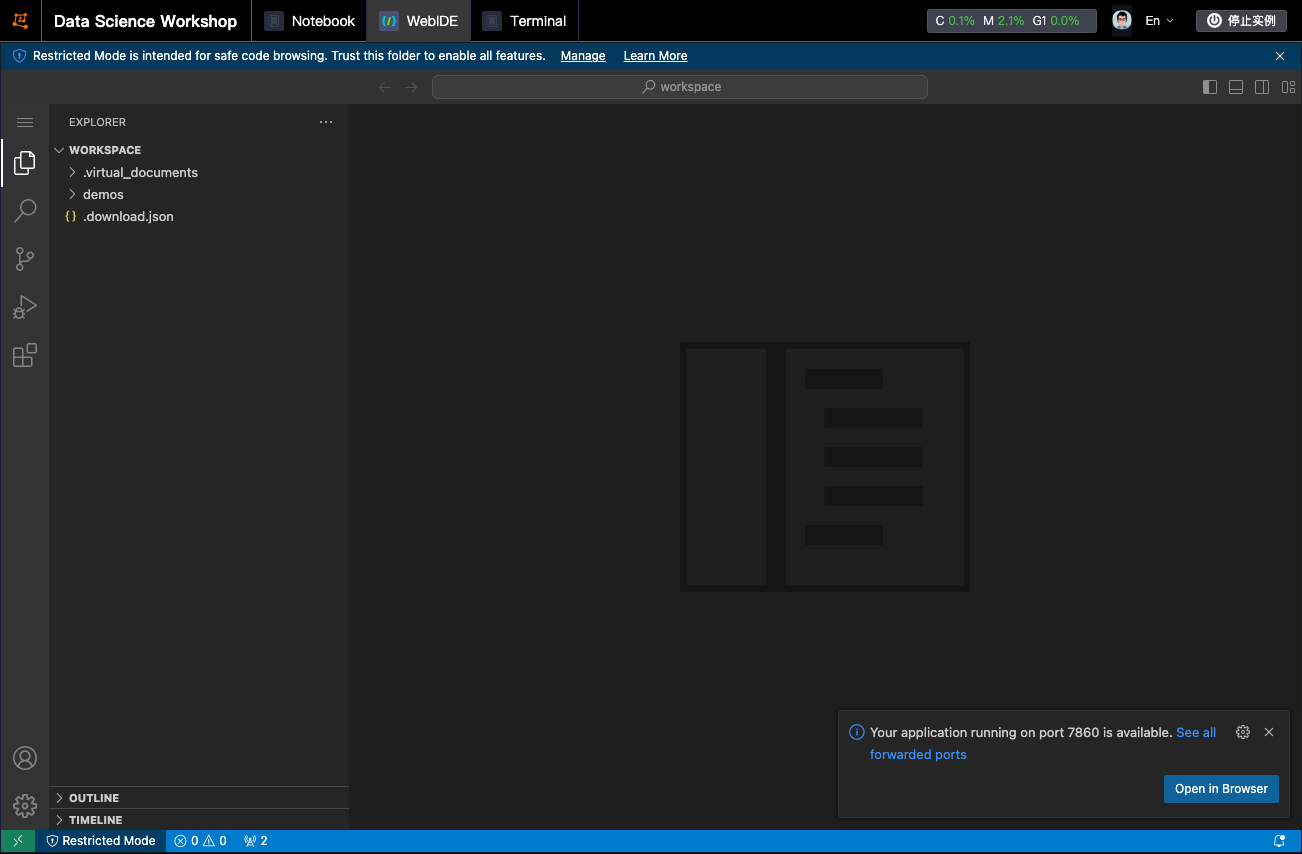 Data Science Workshop Notebook WebIDE Terminal C 0.1% M 2.1% G1 0.0% En 停止实例
Restricted Mode is intended for safe code browsing. Trust this folder to enable all features. Manage Learn More
workspace
EXPLORER
WORKSPACE
.virtual_documents
demos
{} .download.json
Your application running on port 7860 is available. See all
forwarded ports
Open in Browser
OUTLINE
TIMELINE
Restricted Mode 0 0 2